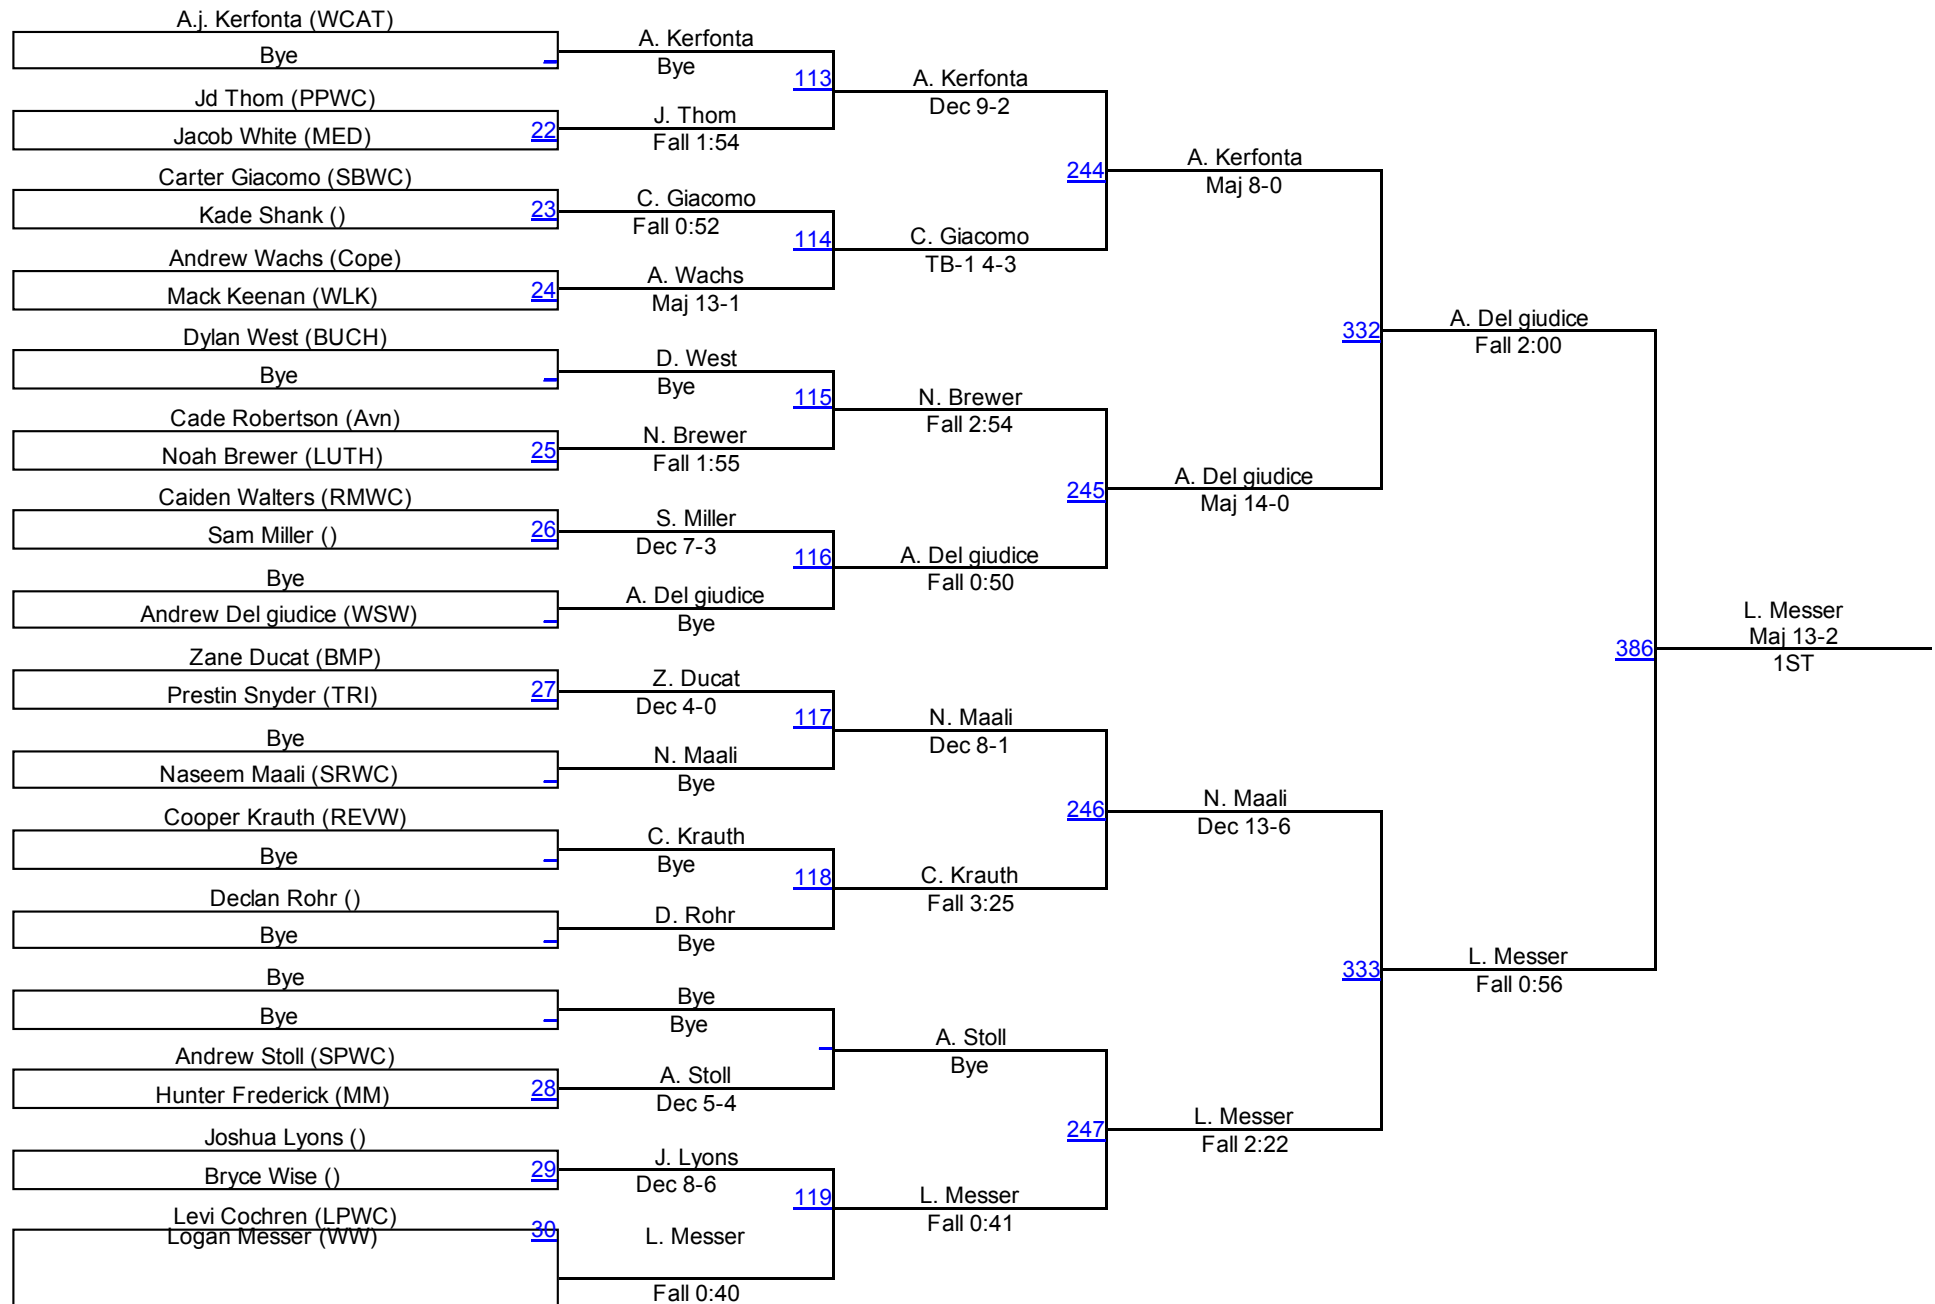 A.j. Kerfonta (WCAT)
Bye
Jd Thom (PPWC)
22
Jacob White (MED)
Carter Giacomo (SBWC)
23
Kade Shank ()
Andrew Wachs (Cope)
24
Mack Keenan (WLK)
Dylan West (BUCH)
Bye
Cade Robertson (Avn)
25
Noah Brewer (LUTH)
Caiden Walters (RMWC)
26
Sam Miller ()
Bye
Andrew Del giudice (WSW)
Zane Ducat (BMP)
27
Prestin Snyder (TRI)
Bye
Naseem Maali (SRWC)
Cooper Krauth (REVW)
Bye
Declan Rohr ()
Bye
Bye
Bye
Andrew Stoll (SPWC)
28
Hunter Frederick (MM)
Joshua Lyons ()
29
Bryce Wise ()
Levi Cochren (LPWC)
30
Logan Messer (WW)
A. Kerfonta
Bye
113
J. Thom
Fall 1:54
C. Giacomo
Fall 0:52
114
A. Wachs
Maj 13-1
D. West
Bye
115
N. Brewer
Fall 1:55
S. Miller
Dec 7-3
116
A. Del giudice
Bye
Z. Ducat
Dec 4-0
117
N. Maali
Bye
C. Krauth
Bye
118
D. Rohr
Bye
Bye
Bye
A. Stoll
Dec 5-4
J. Lyons
Dec 8-6
119
L. Messer
Fall 0:40
A. Kerfonta
Dec 9-2
244
C. Giacomo
TB-1 4-3
N. Brewer
Fall 2:54
245
A. Del giudice
Fall 0:50
N. Maali
Dec 8-1
246
C. Krauth
Fall 3:25
A. Stoll
Bye
247
L. Messer
Fall 0:41
A. Kerfonta
Maj 8-0
332
A. Del giudice
Maj 14-0
N. Maali
Dec 13-6
333
L. Messer
Fall 2:22
A. Del giudice
Fall 2:00
386
L. Messer
Fall 0:56
L. Messer
Maj 13-2
1ST